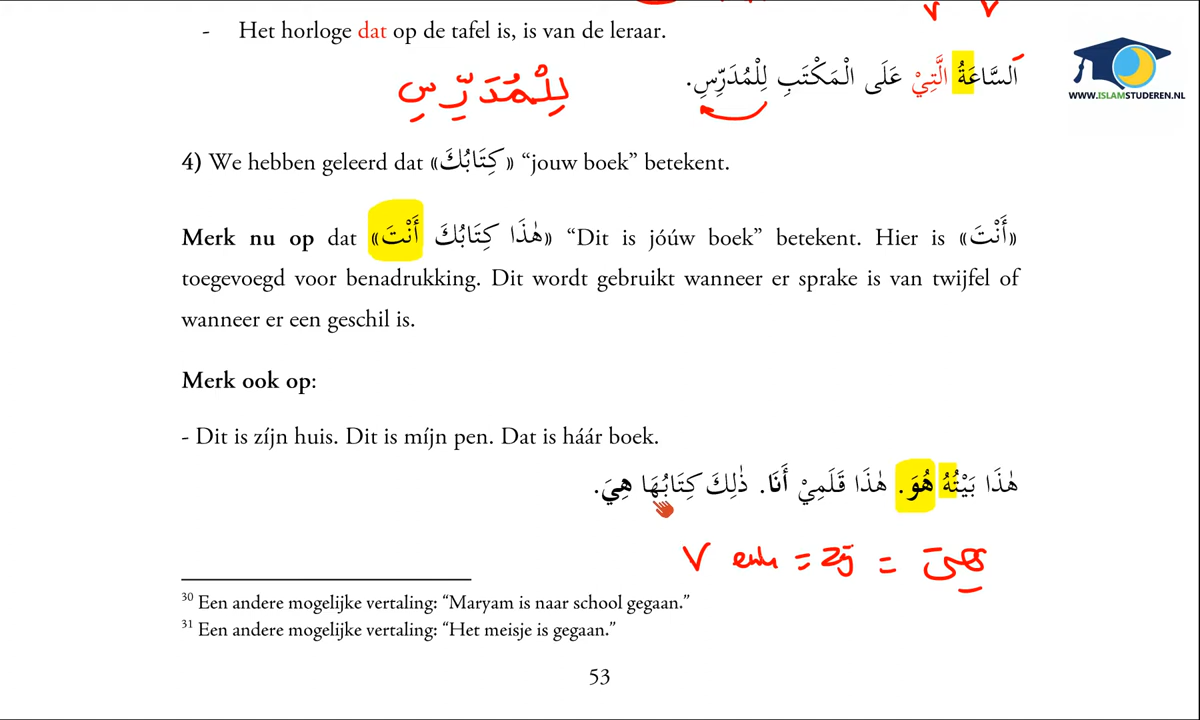 V V
- Het horloge dat op de tafel is, is van de leraar.
اَلسَّاعَةُ الَّتِيْ عَلَى الْمَكْتَبِ لِلْمُدَرِّسِ.
WWW.ISLAMSTUDEREN.NL
لِلْمُدَرِّسِ
4) We hebben geleerd dat «كِتَابُكَ» “jouw boek” betekent.
Merk nu op dat «هٰذَا كِتَابُكَ أَنْتَ» “Dit is jóúw boek” betekent. Hier is «أَنْتَ»
toegevoegd voor benadrukking. Dit wordt gebruikt wanneer er sprake is van twijfel of
wanneer er een geschil is.
Merk ook op:
- Dit is zíjn huis. Dit is míjn pen. Dat is háár boek.
هٰذَا بَيْتُهُ هُوَ. هٰذَا قَلَمِيْ أَنَا. ذٰلِكَ كِتَابُهَا هِيَ.
V enk = zij = هِيَ
30 Een andere mogelijke vertaling: “Maryam is naar school gegaan.”
31 Een andere mogelijke vertaling: “Het meisje is gegaan.”
53